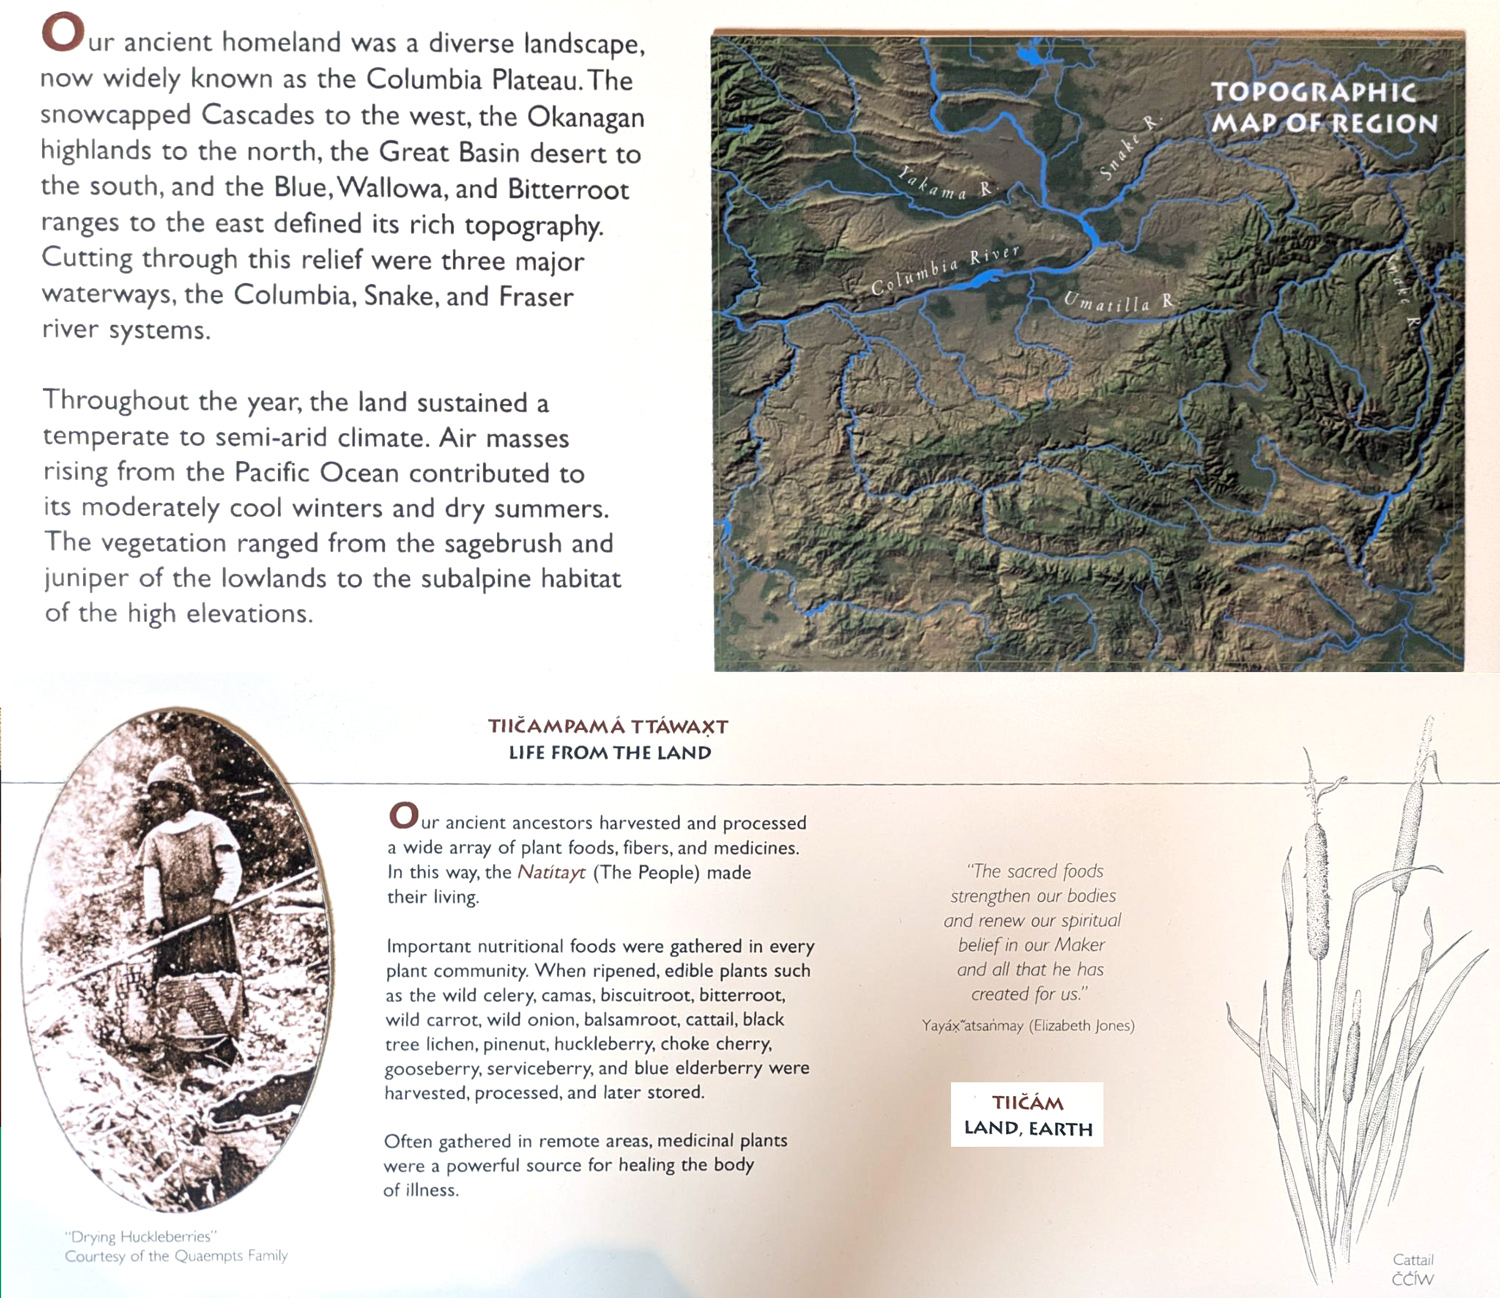 Our ancient homeland was a diverse landscape,
now widely known as the Columbia Plateau. The
snowcapped Cascades to the west, the Okanagan
highlands to the north, the Great Basin desert to
the south, and the Blue, Wallowa, and Bitterroot
ranges to the east defined its rich topography.
Cutting through this relief were three major
waterways, the Columbia, Snake, and Fraser
river systems.
Throughout the year, the land sustained a
temperate to semi-arid climate. Air masses
rising from the Pacific Ocean contributed to
its moderately cool winters and dry summers.
The vegetation ranged from the sagebrush and
juniper of the lowlands to the subalpine habitat
of the high elevations.
TOPOGRAPHIC
MAP OF REGION
Snake R.
Yakama R.
Columbia River
Umatilla R.
Snake R.
TIIČAMPAMÁ TTÁWAX̣T
LIFE FROM THE LAND
Our ancient ancestors harvested and processed
a wide array of plant foods, fibers, and medicines.
In this way, the Natítayt (The People) made
their living.
Important nutritional foods were gathered in every
plant community. When ripened, edible plants such
as the wild celery, camas, biscuitroot, bitterroot,
wild carrot, wild onion, balsamroot, cattail, black
tree lichen, pinenut, huckleberry, choke cherry,
gooseberry, serviceberry, and blue elderberry were
harvested, processed, and later stored.
Often gathered in remote areas, medicinal plants
were a powerful source for healing the body
of illness.
"The sacred foods
strengthen our bodies
and renew our spiritual
belief in our Maker
and all that he has
created for us."
Yayáx̣ʷatsaṅmay (Elizabeth Jones)
TIIČÁM
LAND, EARTH
"Drying Huckleberries"
Courtesy of the Quaempts Family
Cattail
ČČÍW